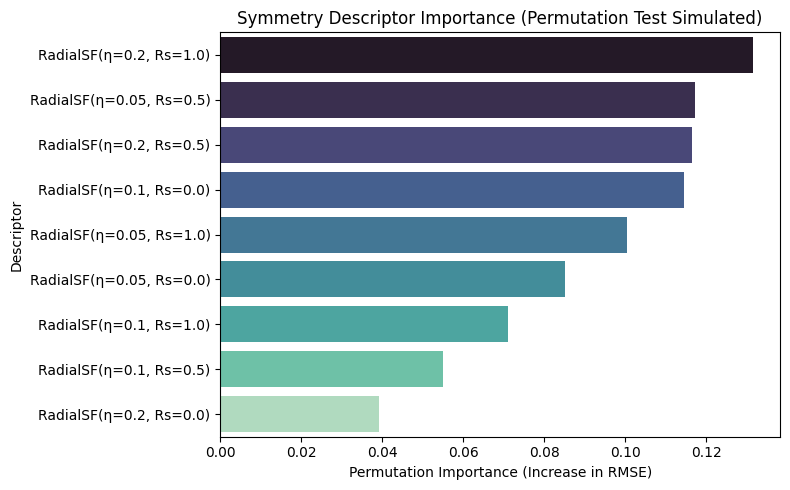 Symmetry Descriptor Importance (Permutation Test Simulated)
Descriptor
RadialSF(η=0.2, Rs=1.0)
RadialSF(η=0.05, Rs=0.5)
RadialSF(η=0.2, Rs=0.5)
RadialSF(η=0.1, Rs=0.0)
RadialSF(η=0.05, Rs=1.0)
RadialSF(η=0.05, Rs=0.0)
RadialSF(η=0.1, Rs=1.0)
RadialSF(η=0.1, Rs=0.5)
RadialSF(η=0.2, Rs=0.0)
0.00 0.02 0.04 0.06 0.08 0.10 0.12
Permutation Importance (Increase in RMSE)